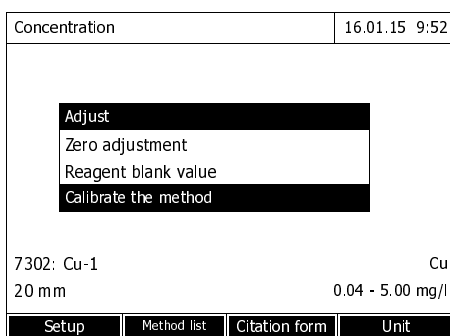 Concentration 16.01.15 9:52
Adjust
Zero adjustment
Reagent blank value
Calibrate the method
7302: Cu-1 Cu
20 mm 0.04 - 5.00 mg/l
Setup Method list Citation form Unit